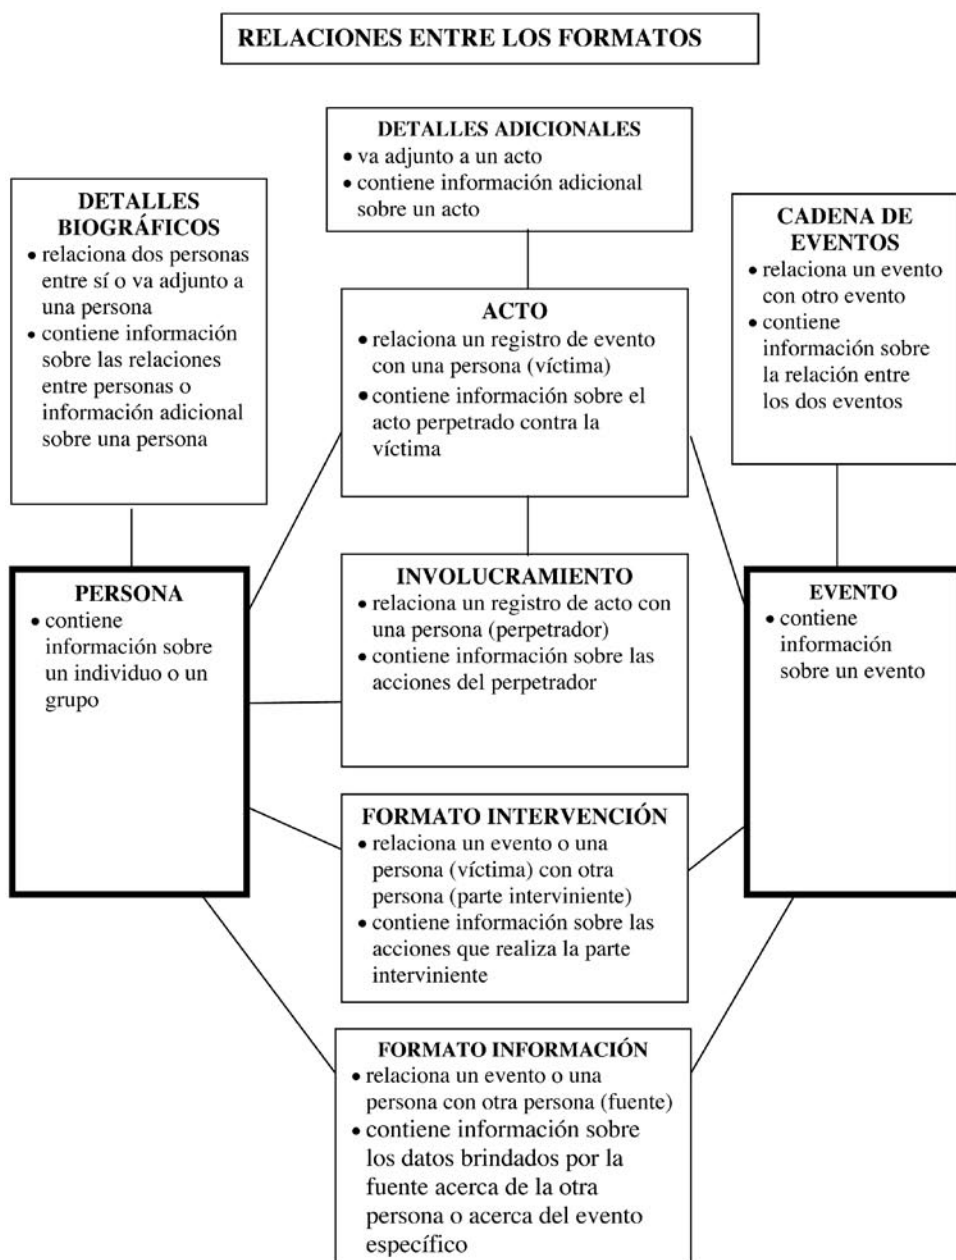 RELACIONES ENTRE LOS FORMATOS
DETALLES ADICIONALES
• va adjunto a un acto
• contiene información adicional
sobre un acto
DETALLES
BIOGRÁFICOS
• relaciona dos personas
entre sí o va adjunto a
una persona
• contiene información
sobre las relaciones
entre personas o
información adicional
sobre una persona
CADENA DE
EVENTOS
• relaciona un evento
con otro evento
• contiene
información sobre
la relación entre
los dos eventos
ACTO
• relaciona un registro de evento
con una persona (víctima)
• contiene información sobre el
acto perpetrado contra la
víctima
PERSONA
• contiene
información sobre
un individuo o un
grupo
INVOLUCRAMIENTO
• relaciona un registro de acto con
una persona (perpetrador)
• contiene información sobre las
acciones del perpetrador
EVENTO
• contiene
información
sobre un evento
FORMATO INTERVENCIÓN
• relaciona un evento o una
persona (víctima) con otra
persona (parte interviniente)
• contiene información sobre las
acciones que realiza la parte
interviniente
FORMATO INFORMACIÓN
• relaciona un evento o una
persona con otra persona (fuente)
• contiene información sobre
los datos brindados por la
fuente acerca de la otra
persona o acerca del evento
específico